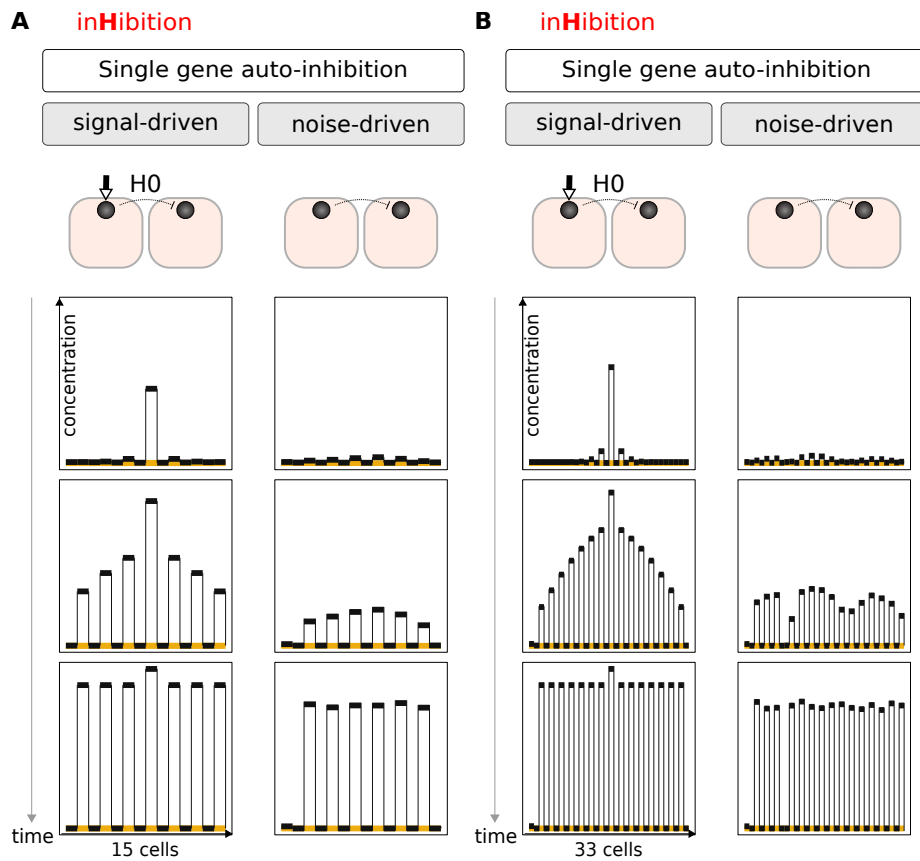 A inHibition
Single gene auto-inhibition
signal-driven noise-driven
H0
concentration
time
15 cells
B inHibition
Single gene auto-inhibition
signal-driven noise-driven
H0
concentration
time
33 cells